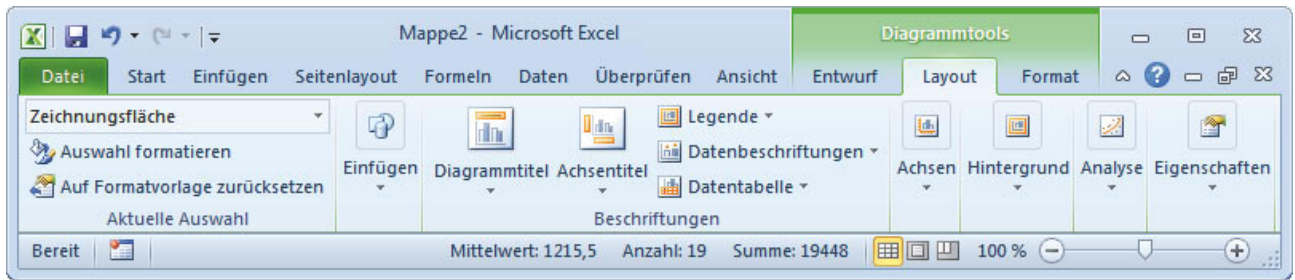 Mappe2 - Microsoft Excel Diagrammtools
Datei Start Einfügen Seitenlayout Formeln Daten Überprüfen Ansicht Entwurf Layout Format
Zeichnungsfläche
Auswahl formatieren
Auf Formatvorlage zurücksetzen
Aktuelle Auswahl
Einfügen
Diagrammtitel Achsentitel
Legende
Datenbeschriftungen
Datentabelle
Beschriftungen
Achsen Hintergrund Analyse Eigenschaften
Bereit Mittelwert: 1215,5 Anzahl: 19 Summe: 19448 100 %